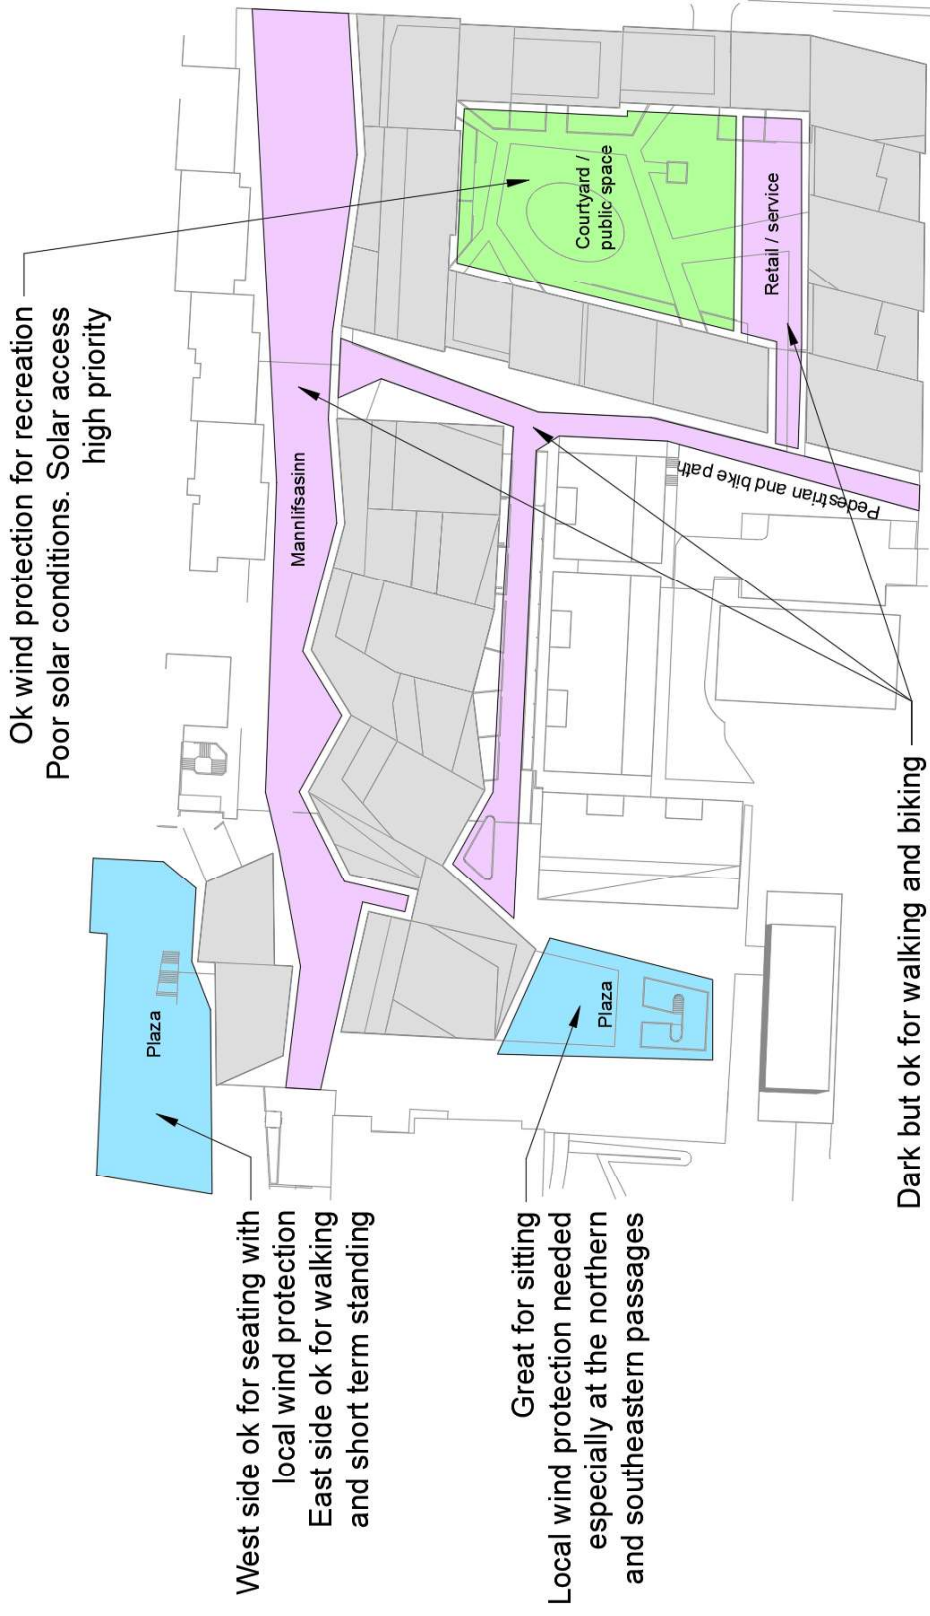 Ok wind protection for recreation
Poor solar conditions. Solar access
high priority
Courtyard /
public space
Retail / service
Mannlifsasinn
Pedestrian and bike path
Plaza
Plaza
West side ok for seating with
local wind protection
East side ok for walking
and short term standing
Great for sitting
Local wind protection needed
especially at the northern
and southeastern passages
Dark but ok for walking and biking